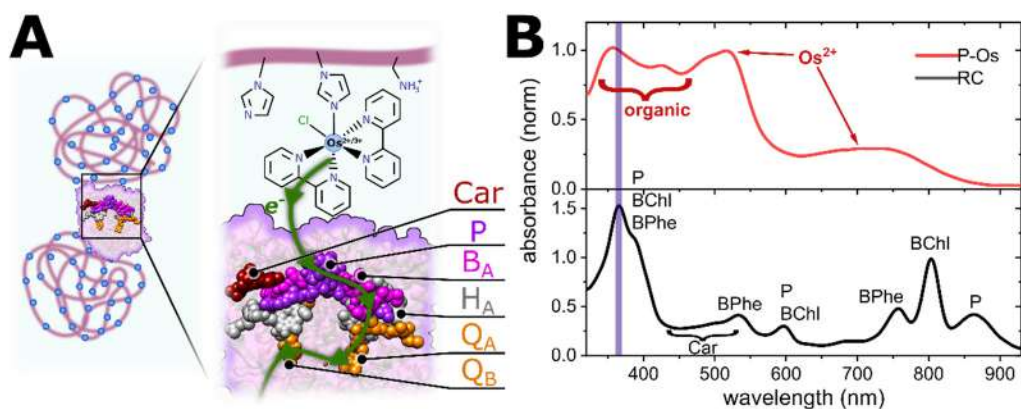 A
N
N
N
NH3+
Cl
N
Os2+/3+
N
N
N
e-
Car
P
BA
HA
QA
QB
B
absorbance (norm)
1.0
0.5
0.0
1.5
1.0
0.5
0.0
Os2+
P-Os
RC
organic
P
BChl
BPhe
Car
BPhe
P
BChl
BPhe
BChl
P
400
500
600
700
800
900
wavelength (nm)